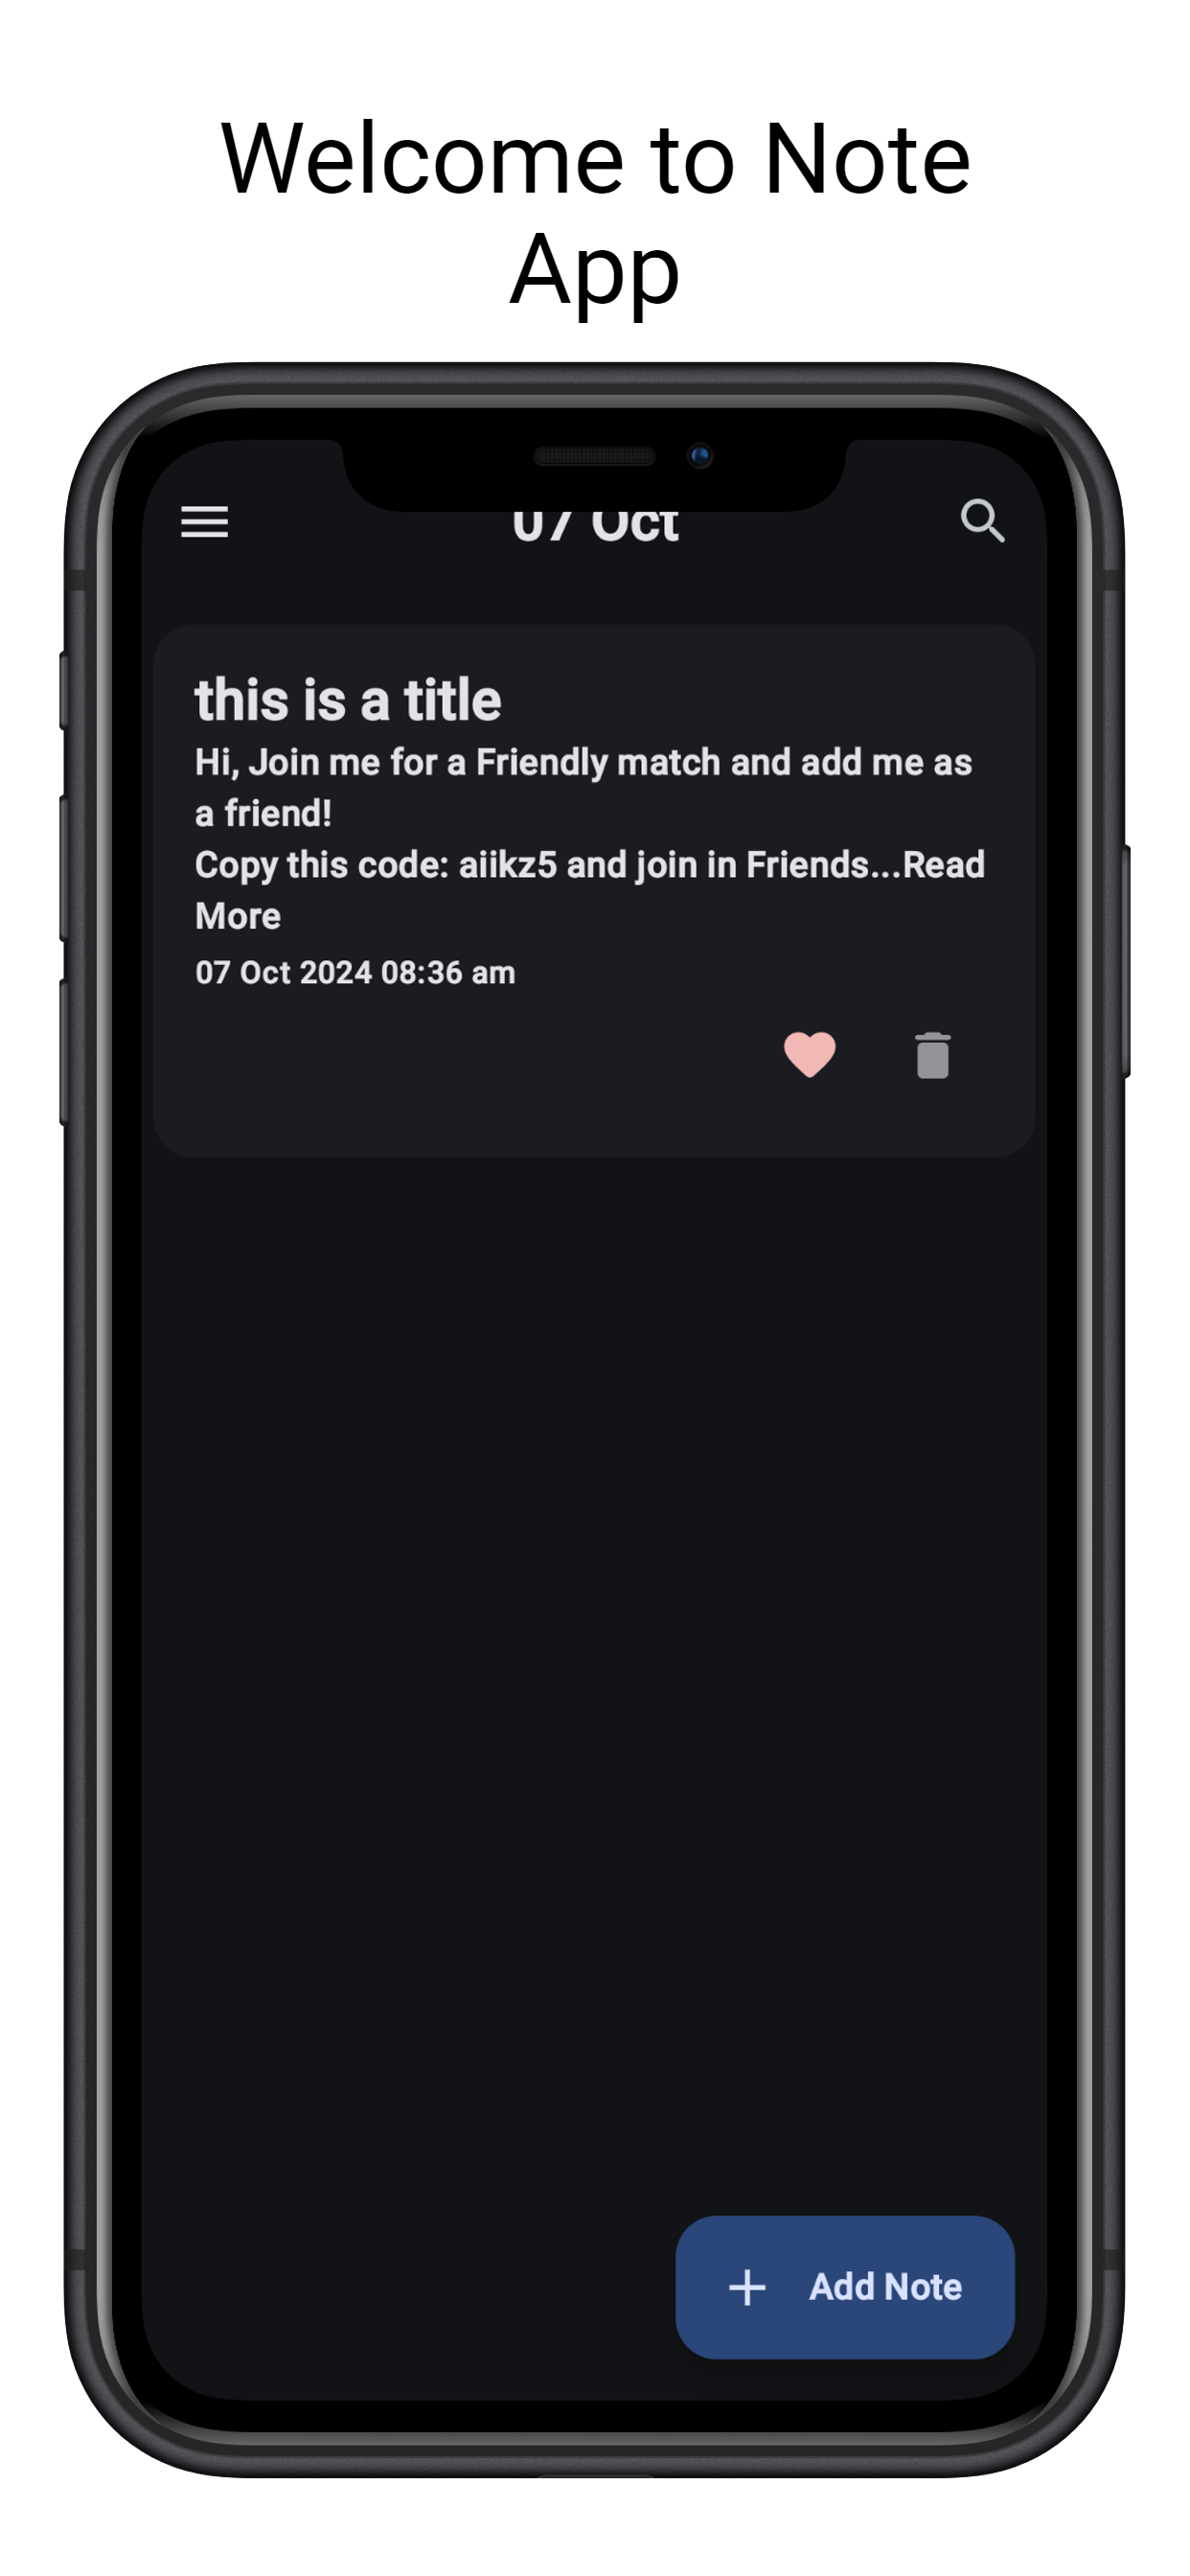 Welcome to Note
App
07 Oct
this is a title
Hi, Join me for a Friendly match and add me as
a friend!
Copy this code: aiikz5 and join in Friends...Read
More
07 Oct 2024 08:36 am
Add Note